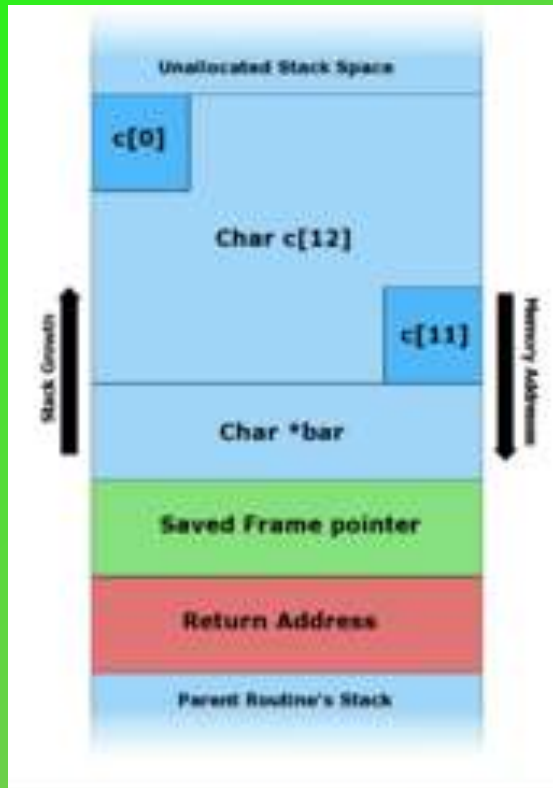 Unallocated Stack Space
c[0]
Char c[12]
Stack Growth
Memory Addresses
c[11]
Char *bar
Saved Frame pointer
Return Address
Parent Routine's Stack